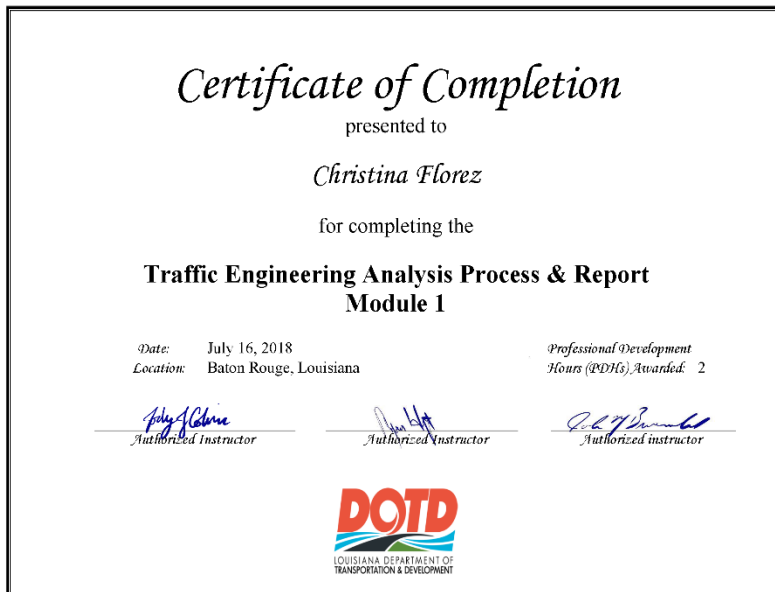 Certificate of Completion
presented to
Christina Florez
for completing the
Traffic Engineering Analysis Process & Report
Module 1
Date: July 16, 2018
Location: Baton Rouge, Louisiana
Professional Development
Hours (PDHs) Awarded: 2
Authorized Instructor
Authorized Instructor
Authorized instructor
DOTD
LOUISIANA DEPARTMENT OF
TRANSPORTATION & DEVELOPMENT